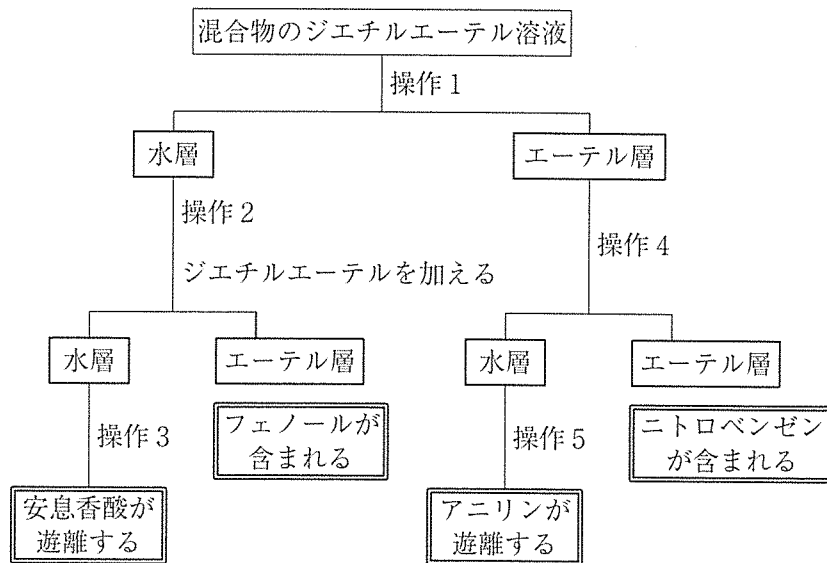 混合物のジエチルエーテル溶液
操作1
水層
エーテル層
操作2
操作4
ジエチルエーテルを加える
水層
エーテル層
水層
エーテル層
操作3
フェノールが
含まれる
操作5
ニトロベンゼン
が含まれる
安息香酸が
遊離する
アニリンが
遊離する